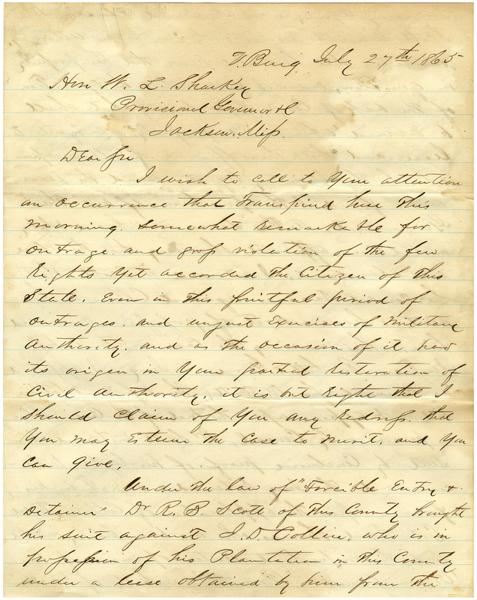 V.Burg July 27th 1865
Hon W. L. Sharkey
Provisional Governor &c
Jackson, Miss.
Dear Sir
I wish to call to your attention
an occurrence that Transpired here This
morning somewhat remarkable for
outrage and gross violation of the few
Rights yet accorded the Citizen of this
State. Even in this fruitful period of
outrages, and unjust Exercises of Military
Authority, and as the occasion of it had
its origin in your partial restoration of
Civil Authority, it is but Right that I
should claim of You any Redress, that
You may Esteem the case to merit, and You
can give.
Under the law of "Forcible Entry &
Detainer" Dr R. B Scott of This County brought
his suit against J. D. Collier, who is in
possession of his Plantation in this County
under a lease obtained by him from the